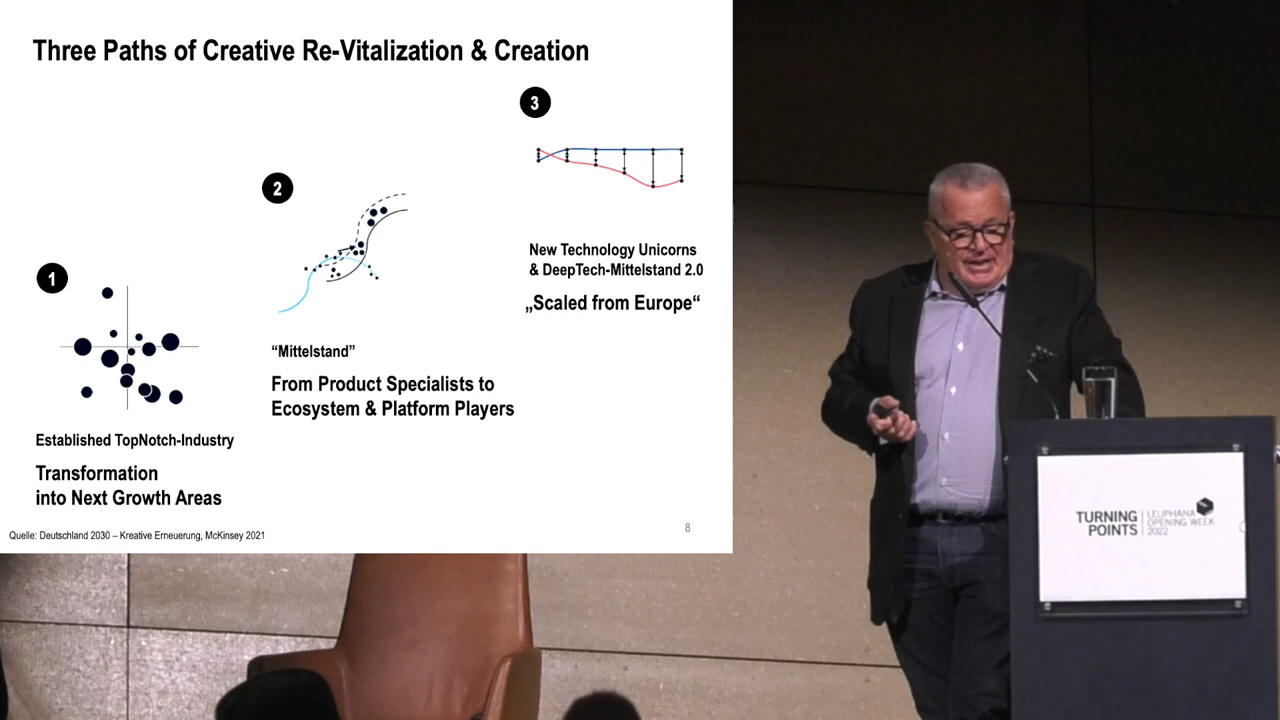 Three Paths of Creative Re-Vitalization & Creation
3
2
New Technology Unicorns
& DeepTech-Mittelstand 2.0
„Scaled from Europe“
1
“Mittelstand”
From Product Specialists to
Ecosystem & Platform Players
Established TopNotch-Industry
Transformation
into Next Growth Areas
Quelle: Deutschland 2030 – Kreative Erneuerung, McKinsey 2021
8
TURNING
POINTS
LEUPHANA
OPENING WEEK
2022